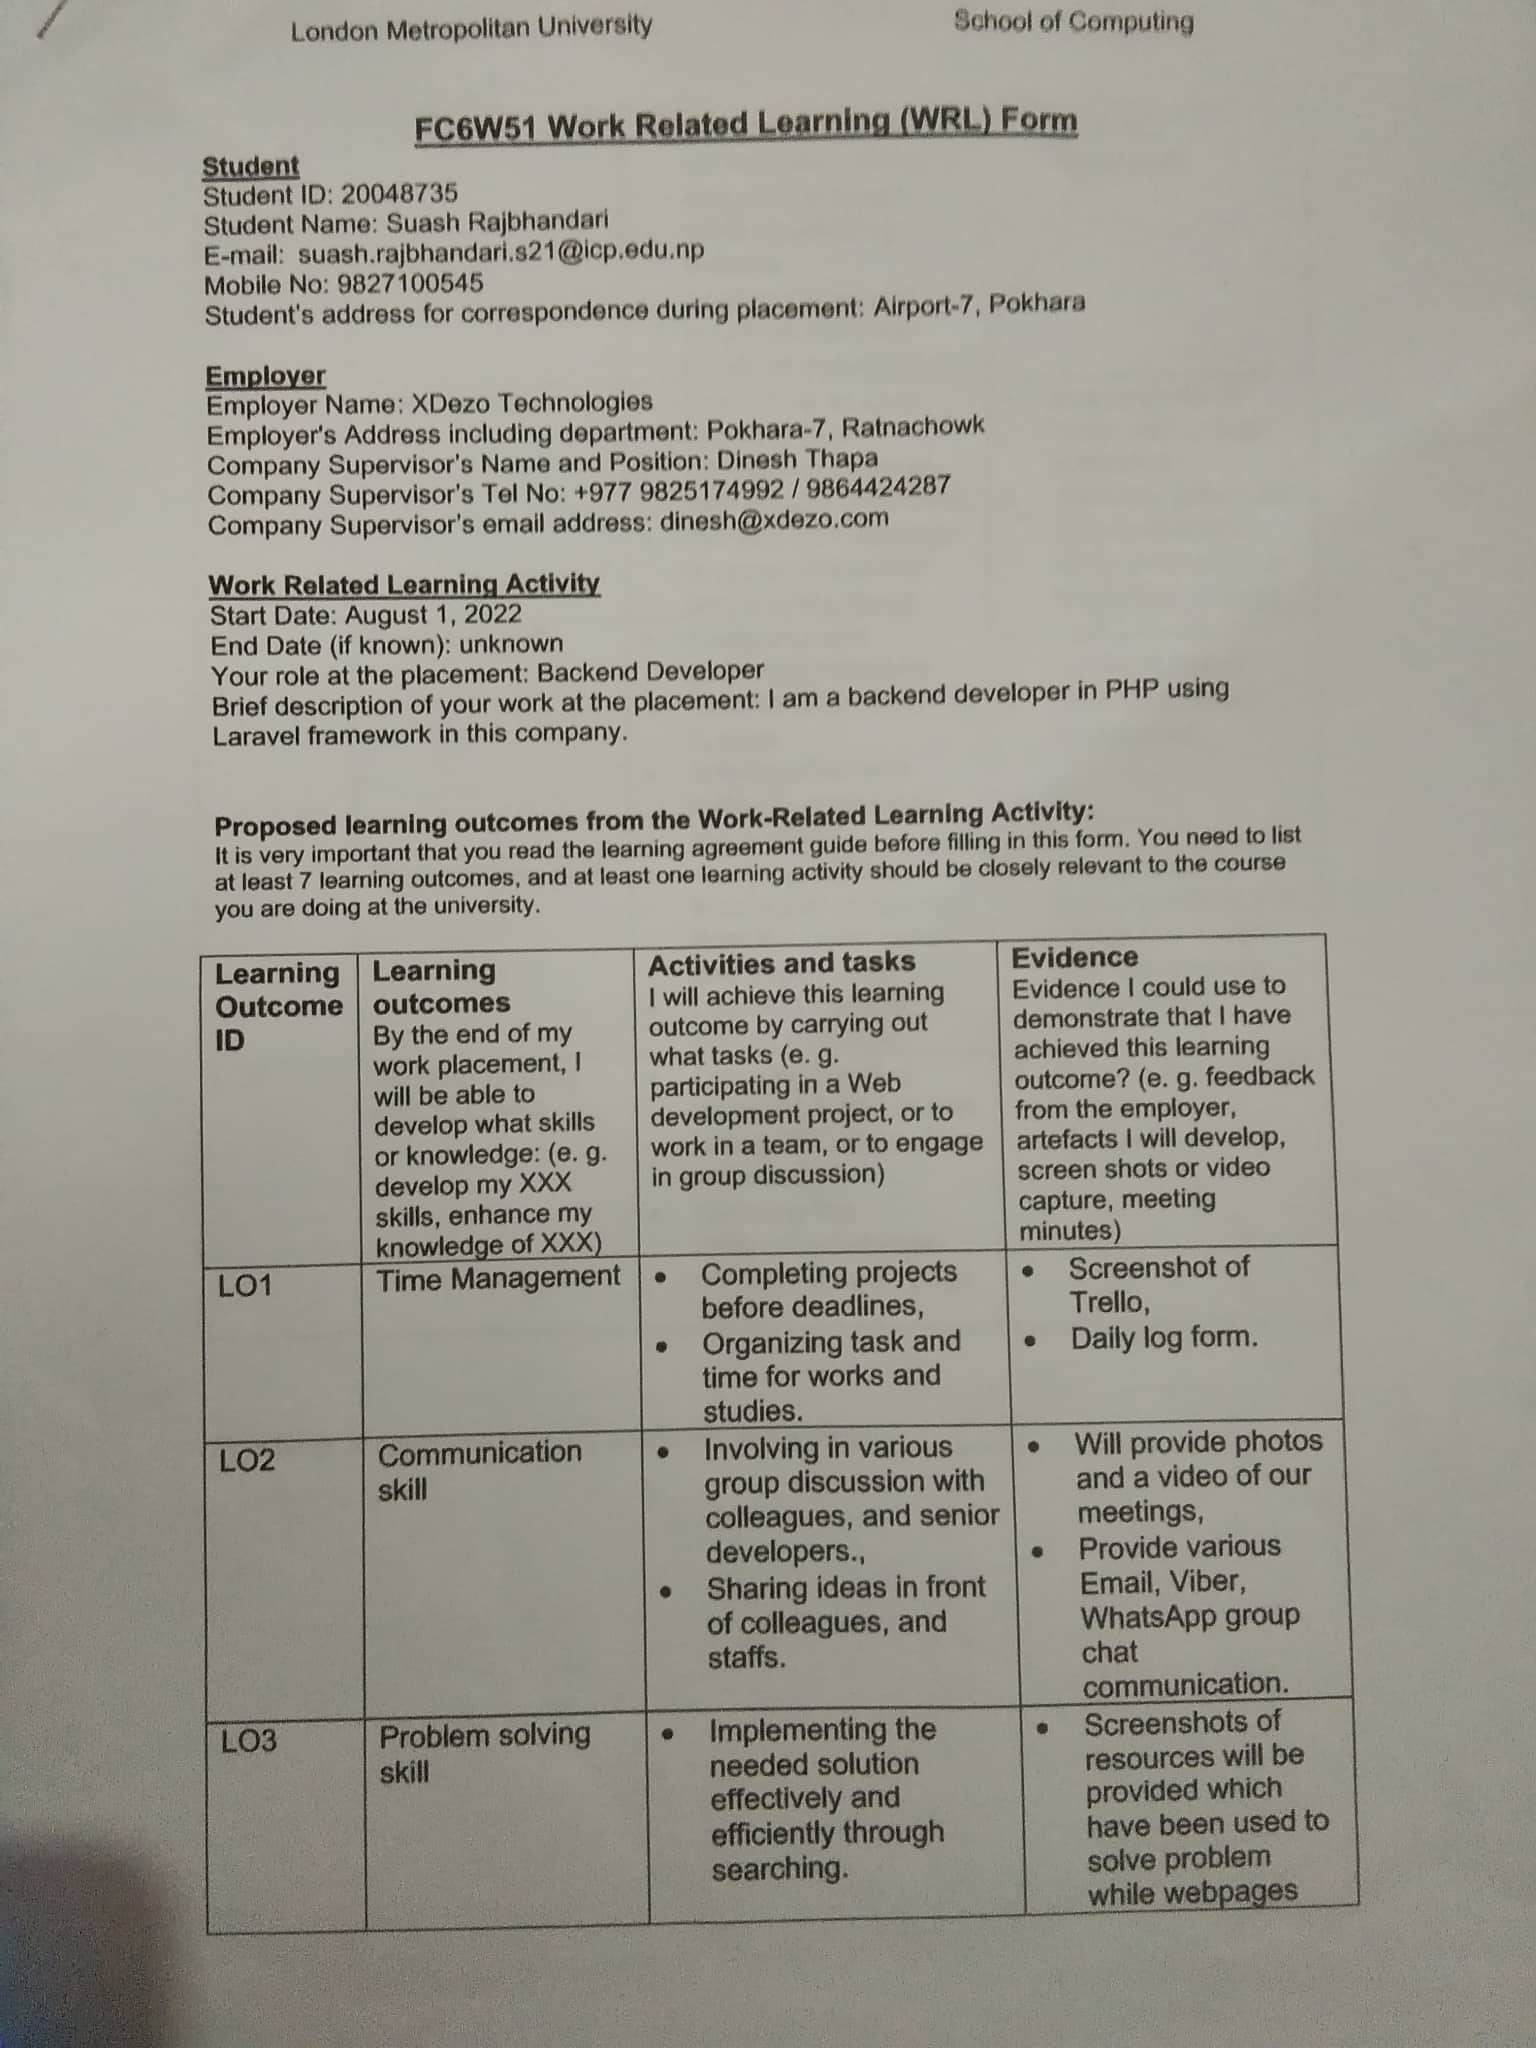 London Metropolitan University School of Computing
FC6W51 Work Related Learning (WRL) Form
Student
Student ID: 20048735
Student Name: Suash Rajbhandari
E-mail: suash.rajbhandari.s21@icp.edu.np
Mobile No: 9827100545
Student's address for correspondence during placement: Airport-7, Pokhara
Employer
Employer Name: XDezo Technologies
Employer's Address including department: Pokhara-7, Ratnachowk
Company Supervisor's Name and Position: Dinesh Thapa
Company Supervisor's Tel No: +977 9825174992 / 9864424287
Company Supervisor's email address: dinesh@xdezo.com
Work Related Learning Activity
Start Date: August 1, 2022
End Date (if known): unknown
Your role at the placement: Backend Developer
Brief description of your work at the placement: I am a backend developer in PHP using
Laravel framework in this company.
Proposed learning outcomes from the Work-Related Learning Activity:
It is very important that you read the learning agreement guide before filling in this form. You need to list
at least 7 learning outcomes, and at least one learning activity should be closely relevant to the course
you are doing at the university.
Learning
Outcome
ID
Learning
outcomes
By the end of my
work placement, I
will be able to
develop what skills
or knowledge: (e. g.
develop my XXX
skills, enhance my
knowledge of XXX)
Activities and tasks
I will achieve this learning
outcome by carrying out
what tasks (e. g.
participating in a Web
development project, or to
work in a team, or to engage
in group discussion)
Evidence
Evidence I could use to
demonstrate that I have
achieved this learning
outcome? (e. g. feedback
from the employer,
artefacts I will develop,
screen shots or video
capture, meeting
minutes)
LO1
Time Management
• Completing projects
before deadlines,
• Organizing task and
time for works and
studies.
• Screenshot of
Trello,
• Daily log form.
LO2
Communication
skill
• Involving in various
group discussion with
colleagues, and senior
developers.,
• Sharing ideas in front
of colleagues, and
staffs.
• Will provide photos
and a video of our
meetings,
• Provide various
Email, Viber,
WhatsApp group
chat
communication.
LO3
Problem solving
skill
• Implementing the
needed solution
effectively and
efficiently through
searching.
• Screenshots of
resources will be
provided which
have been used to
solve problem
while webpages